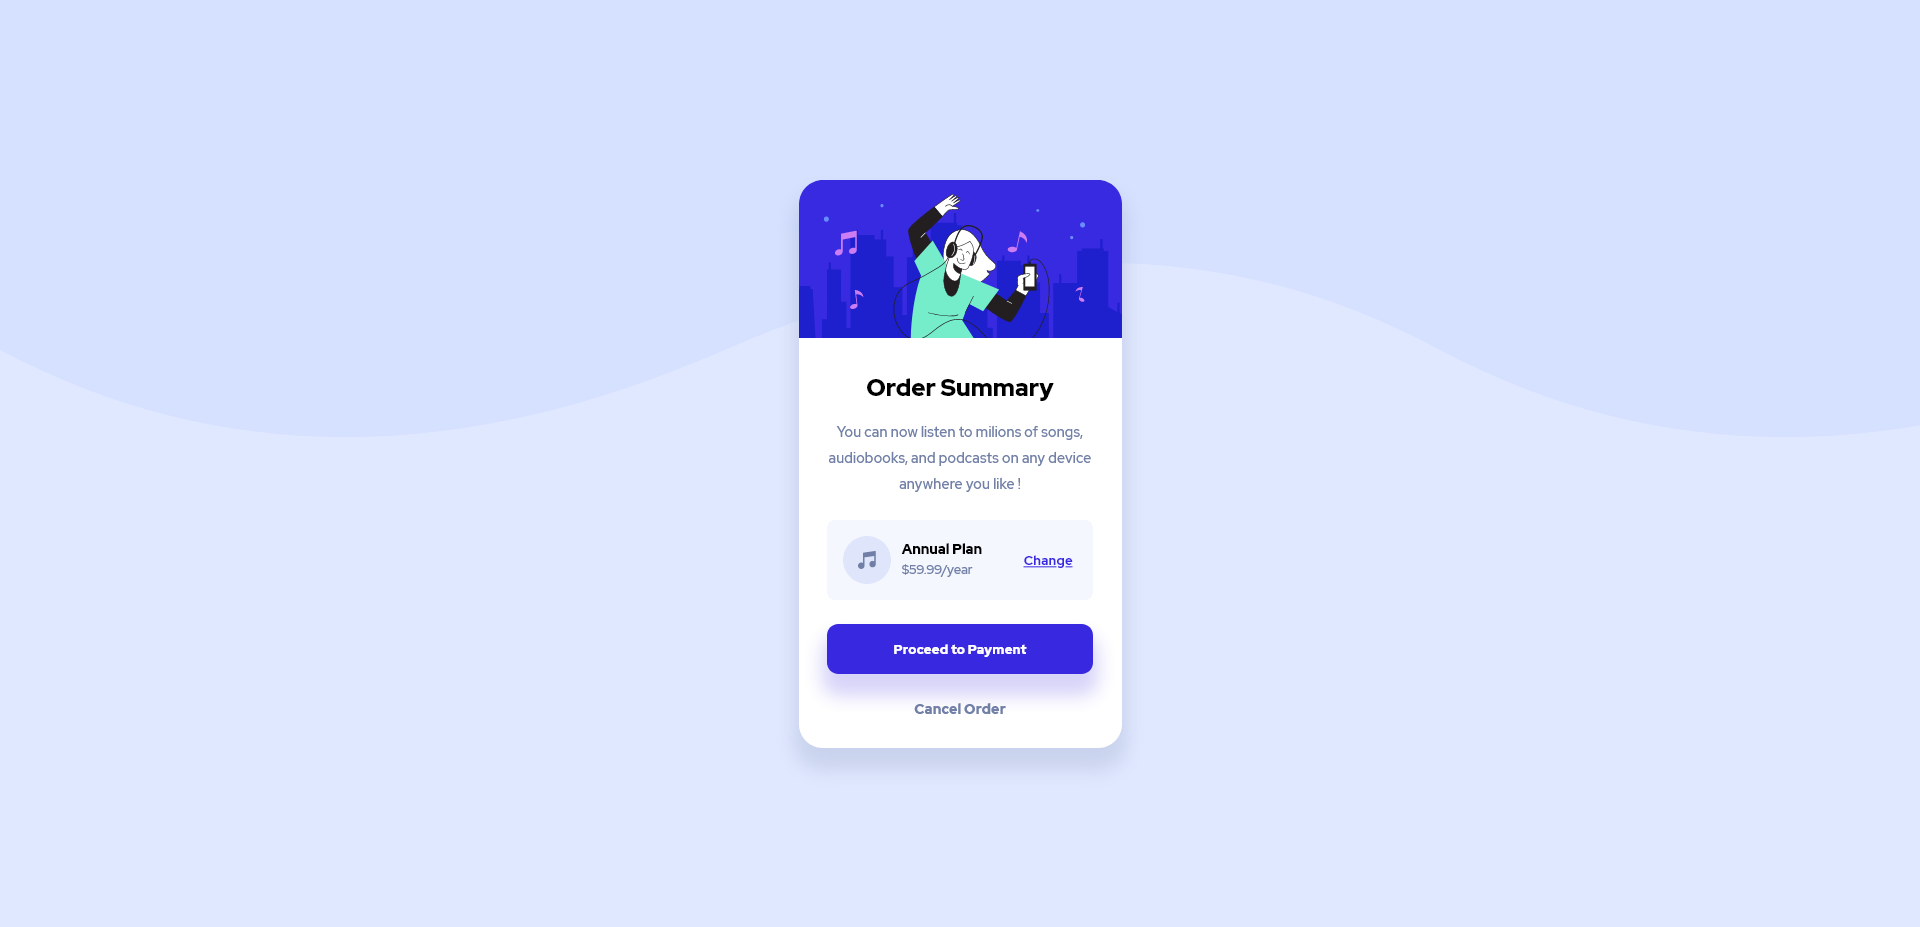 Order Summary
You can now listen to milions of songs,
audiobooks, and podcasts on any device
anywhere you like !
Annual Plan
$59.99/year
Change
Proceed to Payment
Cancel Order